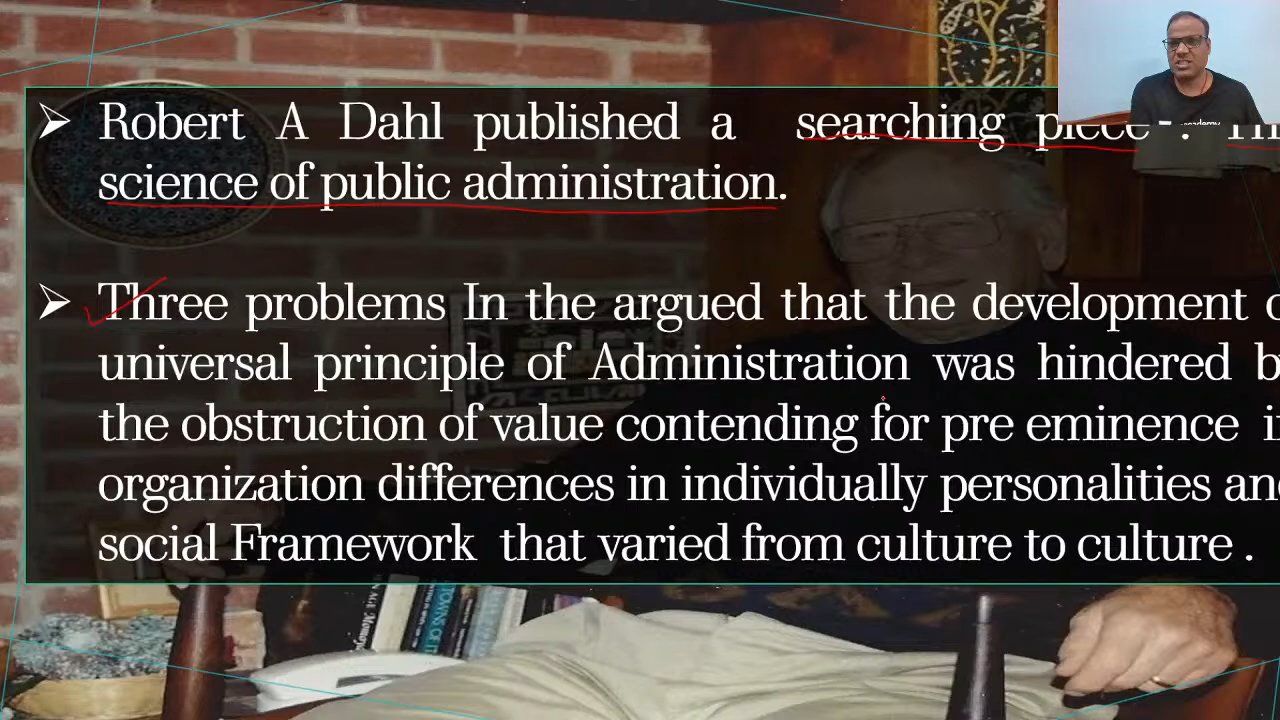 ➢ Robert A Dahl published a searching piece - :
science of public administration.
➢ Three problems In the argued that the development
universal principle of Administration was hindered
the obstruction of value contending for pre eminence
organization differences in individually personalities
social Framework that varied from culture to culture .